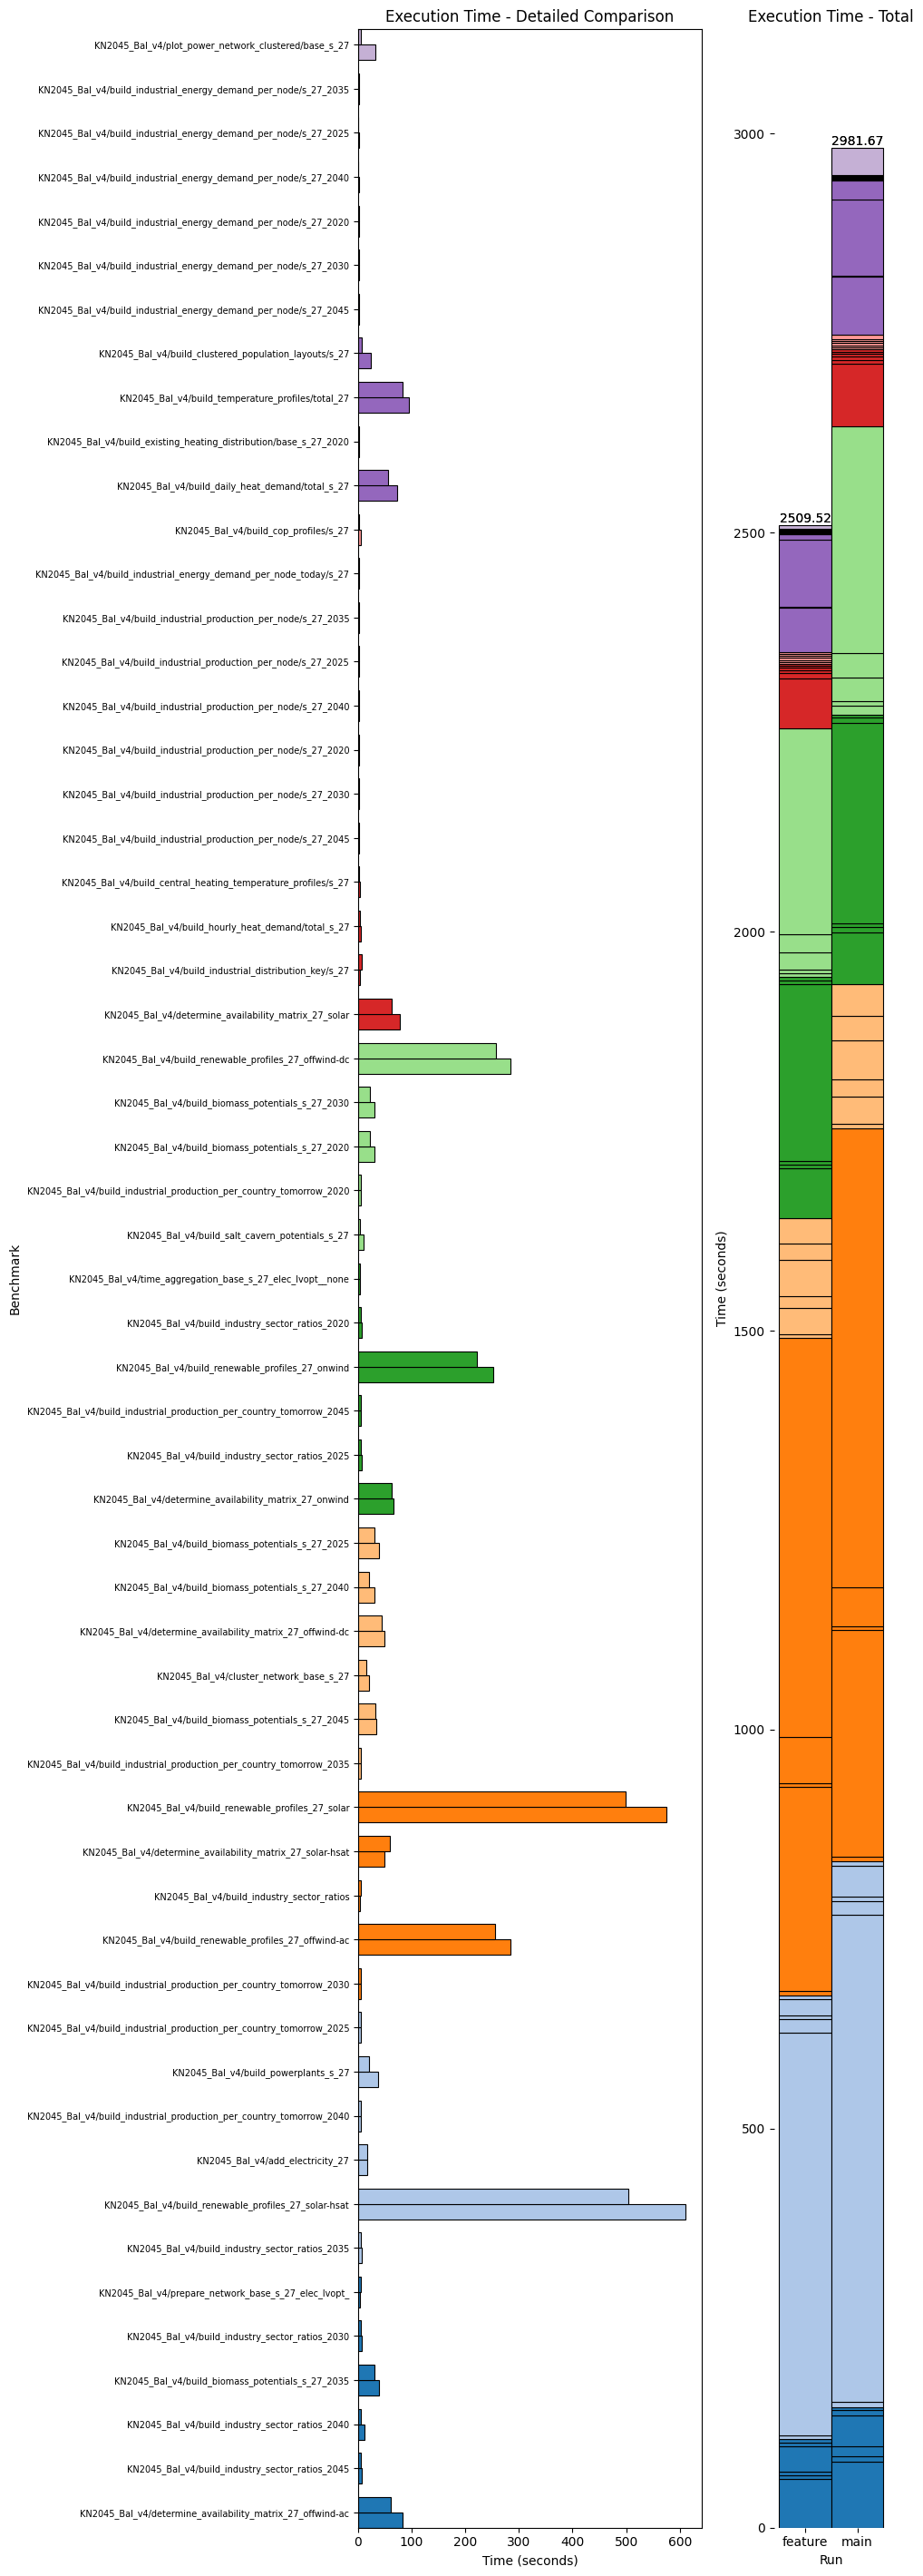 Execution Time - Detailed Comparison
Execution Time - Total
KN2045_Bal_v4/plot_power_network_clustered/base_s_27
KN2045_Bal_v4/build_industrial_energy_demand_per_node/s_27_2035
KN2045_Bal_v4/build_industrial_energy_demand_per_node/s_27_2025
KN2045_Bal_v4/build_industrial_energy_demand_per_node/s_27_2040
KN2045_Bal_v4/build_industrial_energy_demand_per_node/s_27_2020
KN2045_Bal_v4/build_industrial_energy_demand_per_node/s_27_2030
KN2045_Bal_v4/build_industrial_energy_demand_per_node/s_27_2045
KN2045_Bal_v4/build_clustered_population_layouts/s_27
KN2045_Bal_v4/build_temperature_profiles/total_27
KN2045_Bal_v4/build_existing_heating_distribution/base_s_27_2020
KN2045_Bal_v4/build_daily_heat_demand/total_s_27
KN2045_Bal_v4/build_cop_profiles/s_27
KN2045_Bal_v4/build_industrial_energy_demand_per_node_today/s_27
KN2045_Bal_v4/build_industrial_production_per_node/s_27_2035
KN2045_Bal_v4/build_industrial_production_per_node/s_27_2025
KN2045_Bal_v4/build_industrial_production_per_node/s_27_2040
KN2045_Bal_v4/build_industrial_production_per_node/s_27_2020
KN2045_Bal_v4/build_industrial_production_per_node/s_27_2030
KN2045_Bal_v4/build_industrial_production_per_node/s_27_2045
KN2045_Bal_v4/build_central_heating_temperature_profiles/s_27
KN2045_Bal_v4/build_hourly_heat_demand/total_s_27
KN2045_Bal_v4/build_industrial_distribution_key/s_27
KN2045_Bal_v4/determine_availability_matrix_27_solar
KN2045_Bal_v4/build_renewable_profiles_27_offwind-dc
KN2045_Bal_v4/build_biomass_potentials_s_27_2030
KN2045_Bal_v4/build_biomass_potentials_s_27_2020
KN2045_Bal_v4/build_industrial_production_per_country_tomorrow_2020
KN2045_Bal_v4/build_salt_cavern_potentials_s_27
KN2045_Bal_v4/time_aggregation_base_s_27_elec_lvopt__none
KN2045_Bal_v4/build_industry_sector_ratios_2020
KN2045_Bal_v4/build_renewable_profiles_27_onwind
KN2045_Bal_v4/build_industrial_production_per_country_tomorrow_2045
KN2045_Bal_v4/build_industry_sector_ratios_2025
KN2045_Bal_v4/determine_availability_matrix_27_onwind
KN2045_Bal_v4/build_biomass_potentials_s_27_2025
KN2045_Bal_v4/build_biomass_potentials_s_27_2040
KN2045_Bal_v4/determine_availability_matrix_27_offwind-dc
KN2045_Bal_v4/cluster_network_base_s_27
KN2045_Bal_v4/build_biomass_potentials_s_27_2045
KN2045_Bal_v4/build_industrial_production_per_country_tomorrow_2035
KN2045_Bal_v4/build_renewable_profiles_27_solar
KN2045_Bal_v4/determine_availability_matrix_27_solar-hsat
KN2045_Bal_v4/build_industry_sector_ratios
KN2045_Bal_v4/build_renewable_profiles_27_offwind-ac
KN2045_Bal_v4/build_industrial_production_per_country_tomorrow_2030
KN2045_Bal_v4/build_industrial_production_per_country_tomorrow_2025
KN2045_Bal_v4/build_powerplants_s_27
KN2045_Bal_v4/build_industrial_production_per_country_tomorrow_2040
KN2045_Bal_v4/add_electricity_27
KN2045_Bal_v4/build_renewable_profiles_27_solar-hsat
KN2045_Bal_v4/build_industry_sector_ratios_2035
KN2045_Bal_v4/prepare_network_base_s_27_elec_lvopt_
KN2045_Bal_v4/build_industry_sector_ratios_2030
KN2045_Bal_v4/build_biomass_potentials_s_27_2035
KN2045_Bal_v4/build_industry_sector_ratios_2040
KN2045_Bal_v4/build_industry_sector_ratios_2045
KN2045_Bal_v4/determine_availability_matrix_27_offwind-ac
Benchmark
0 100 200 300 400 500 600
Time (seconds)
3000
2500
2000
1500
1000
500
0
Time (seconds)
2509.52
2981.67
feature main
Run